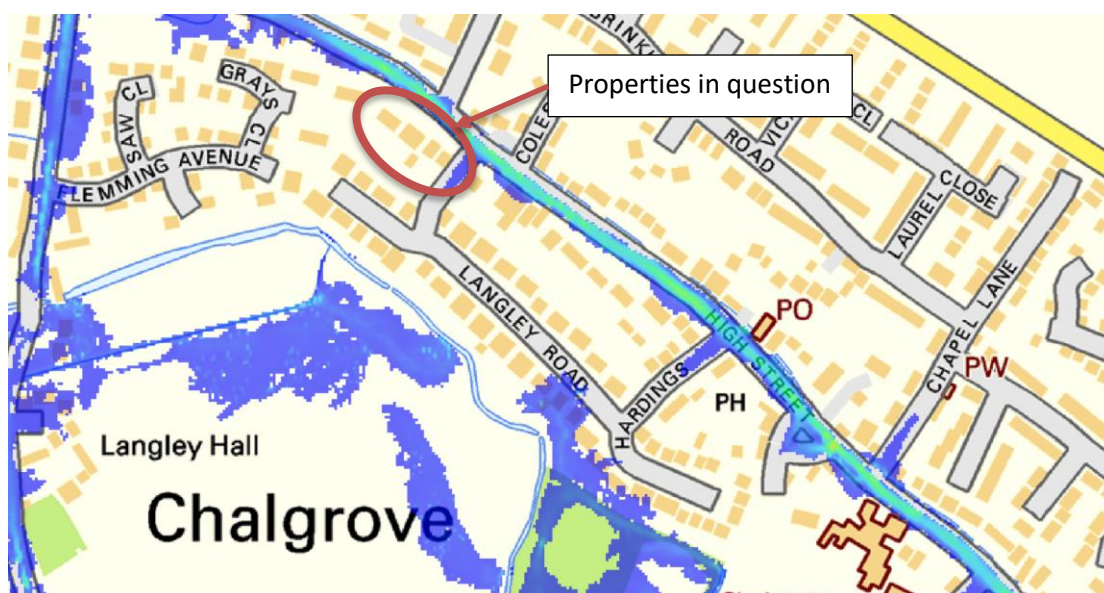 Properties in question
GRAYS CL
SAW CL
FLEMMING AVENUE
ROAD
CL
LAUREL
CLOSE
LANGLEY ROAD
HARDINGS
HIGH STREET
PO
PH
CHAPEL LANE
PW
Langley Hall
Chalgrove